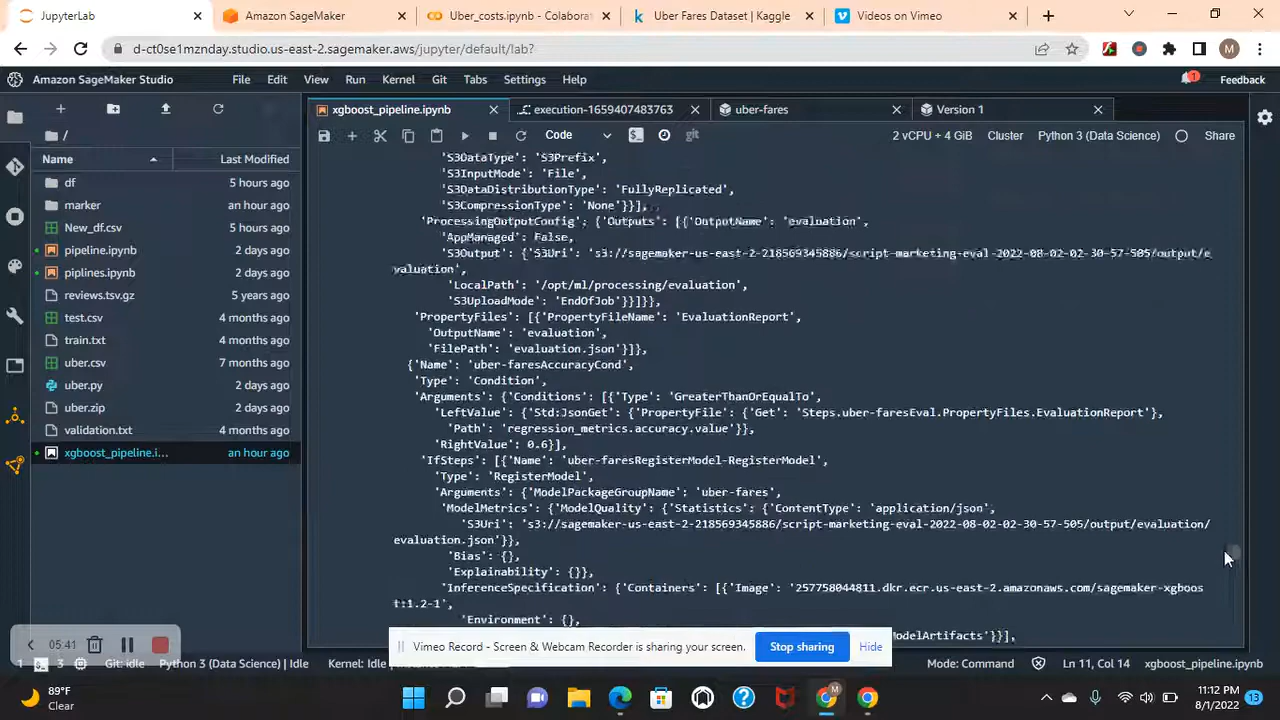 JupyterLab
Amazon SageMaker
Uber_costs.ipynb - Colaborat
Uber Fares Dataset | Kaggle
Videos on Vimeo
d-ct0se1mznday.studio.us-east-2.sagemaker.aws/jupyter/default/lab?
M
Amazon SageMaker Studio File Edit View Run Kernel Git Tabs Settings Help 1 Feedback
xgboost_pipeline.ipynb execution-1659407483763 uber-fares Version 1
Code git 2 vCPU + 4 GiB Cluster Python 3 (Data Science) Share
/
Name Last Modified
df 5 hours ago
marker an hour ago
New_df.csv 5 hours ago
pipeline.ipynb 2 days ago
piplines.ipynb 2 days ago
reviews.tsv.gz 5 years ago
test.csv 4 months ago
train.txt 4 months ago
uber.csv 7 months ago
uber.py 2 days ago
uber.zip 2 days ago
validation.txt 4 months ago
xgboost_pipeline.i... an hour ago
'S3DataType': 'S3Prefix',
'S3InputMode': 'File',
'S3DataDistributionType': 'FullyReplicated',
'S3CompressionType': 'None'}}],
'ProcessingOutputConfig': {'Outputs': [{'OutputName': 'evaluation',
'AppManaged': False,
'S3Output': {'S3Uri': 's3://sagemaker-us-east-2-218569345886/script-marketing-eval-2022-08-02-02-30-57-505/output/e
valuation',
'LocalPath': '/opt/ml/processing/evaluation',
'S3UploadMode': 'EndOfJob'}}]}},
'PropertyFiles': [{'PropertyFileName': 'EvaluationReport',
'OutputName': 'evaluation',
'FilePath': 'evaluation.json'}]},
{'Name': 'uber-faresAccuracyCond',
'Type': 'Condition',
'Arguments': {'Conditions': [{'Type': 'GreaterThanOrEqualTo',
'LeftValue': {'Std:JsonGet': {'PropertyFile': {'Get': 'Steps.uber-faresEval.PropertyFiles.EvaluationReport'},
'Path': 'regression_metrics.accuracy.value'}},
'RightValue': 0.6}],
'IfSteps': [{'Name': 'uber-faresRegisterModel-RegisterModel',
'Type': 'RegisterModel',
'Arguments': {'ModelPackageGroupName': 'uber-fares',
'ModelMetrics': {'ModelQuality': {'Statistics': {'ContentType': 'application/json',
'S3Uri': 's3://sagemaker-us-east-2-218569345886/script-marketing-eval-2022-08-02-02-30-57-505/output/evaluation/
evaluation.json'}},
'Bias': {},
'Explainability': {}},
'InferenceSpecification': {'Containers': [{'Image': '257758044811.dkr.ecr.us-east-2.amazonaws.com/sagemaker-xgboos
t:1.2-1',
'Environment': {},
ModelArtifacts'}}],
05:41
Vimeo Record - Screen & Webcam Recorder is sharing your screen. Stop sharing Hide
1 3 Git: idle Python 3 (Data Science) | Idle Kernel: Idle | Mode: Command Ln 11, Col 14 xgboost_pipeline.ipynb
89°F
Clear
M
11:12 PM
8/1/2022
13